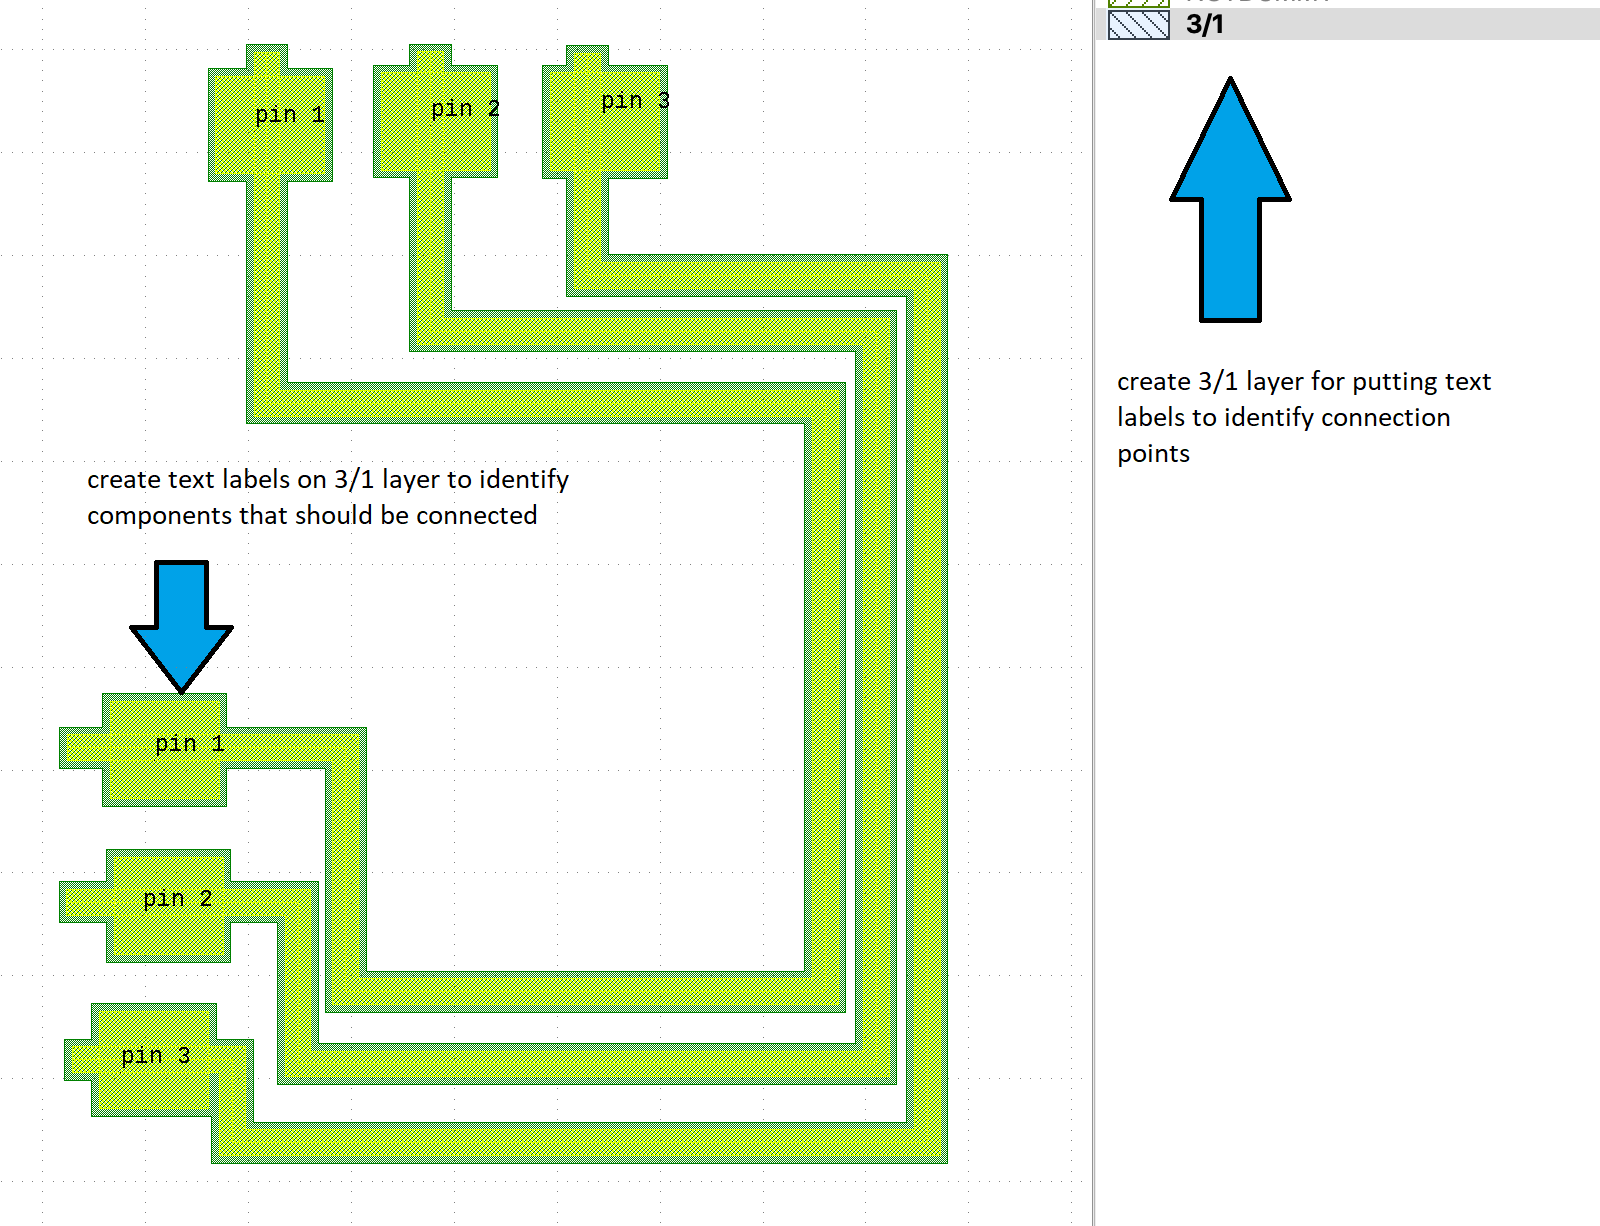 3/1
pin 1
pin 2
pin 3
create 3/1 layer for putting text
labels to identify connection
points
create text labels on 3/1 layer to identify
components that should be connected
pin 1
pin 2
pin 3